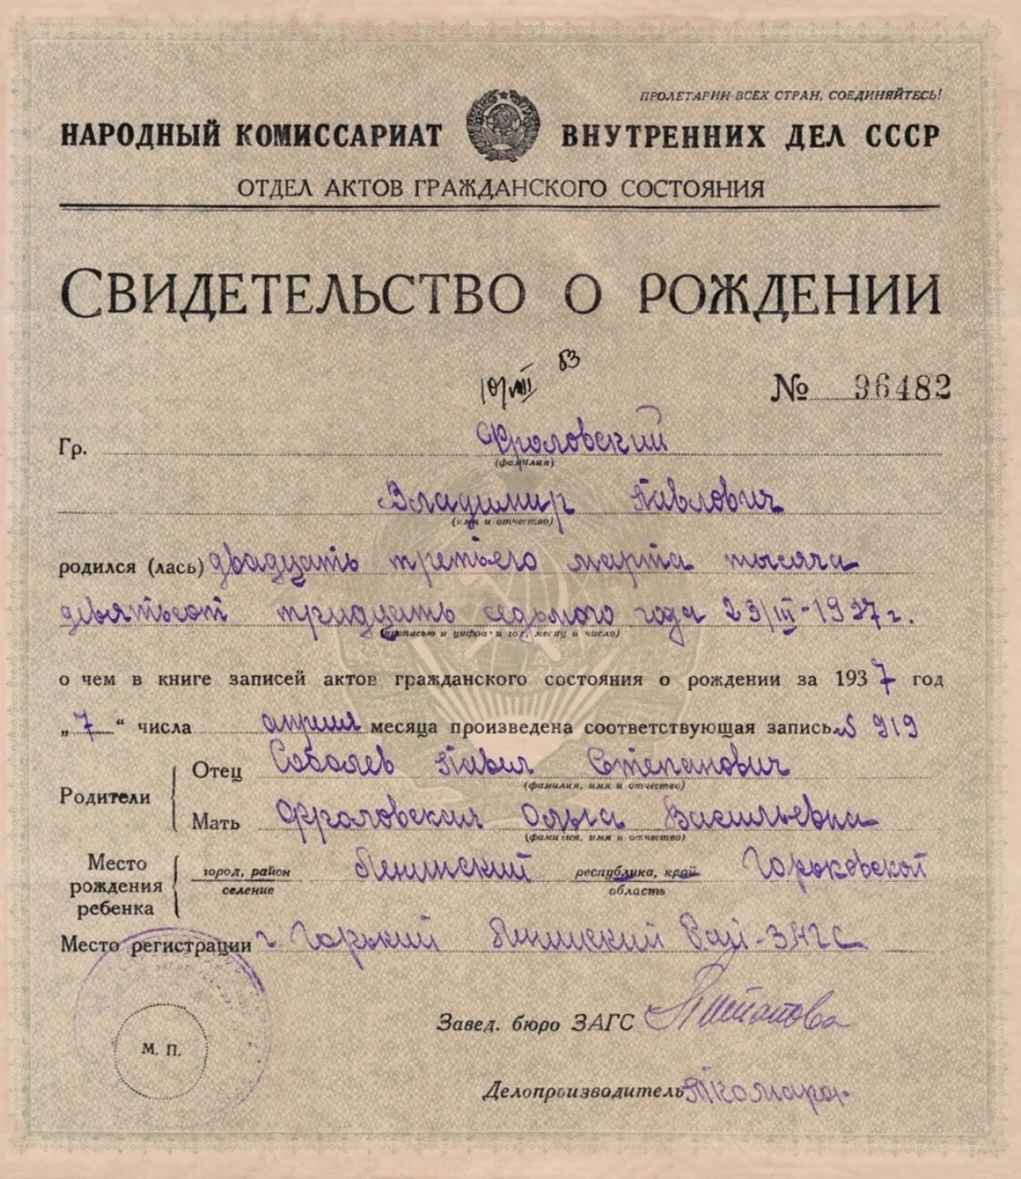 ПРОЛЕТАРИИ ВСЕХ СТРАН, СОЕДИНЯЙТЕСЬ!
НАРОДНЫЙ КОМИССАРИАТ ВНУТРЕННИХ ДЕЛ СССР
ОТДЕЛ АКТОВ ГРАЖДАНСКОГО СОСТОЯНИЯ
СВИДЕТЕЛЬСТВО О РОЖДЕНИИ
10/VIII 83
№ 96482
Гр. Фроловский
(фамилия)
Владимир Павлович
(имя и отчество)
родился (лась) двадцать третьего марта тысяча
девятьсот тридцать седьмого года 23/III-1937 г.
(прописью и цифрами год, месяц и число)
о чем в книге записей актов гражданского состояния о рождении за 1937 год
„7“ числа апреля месяца произведена соответствующая запись № 919
Родители
Отец Соболев Павел Степанович
(фамилия, имя и отчество)
Мать Фроловская Ольга Васильевна
(фамилия, имя и отчество)
Место рождения ребенка
город, район Ленинский республика, край Горьковской
селение область
Место регистрации г. Горький Ленинский Рай-ЗАГС
Завед. бюро ЗАГС
М. П.
Делопроизводитель